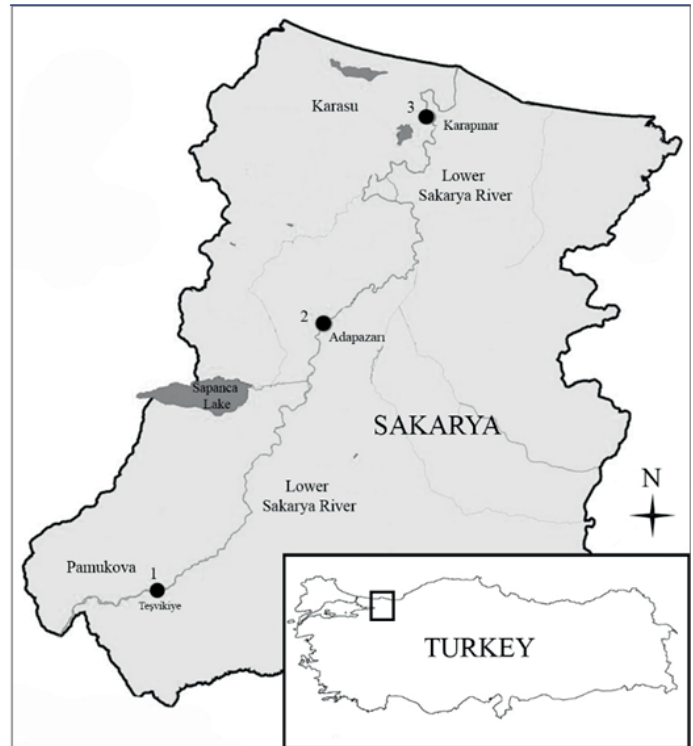 Karasu
3
Karapınar
Lower
Sakarya River
2
Adapazarı
Sapanca
Lake
SAKARYA
Lower
Sakarya River
N
Pamukova
1
Teşvikiye
TURKEY